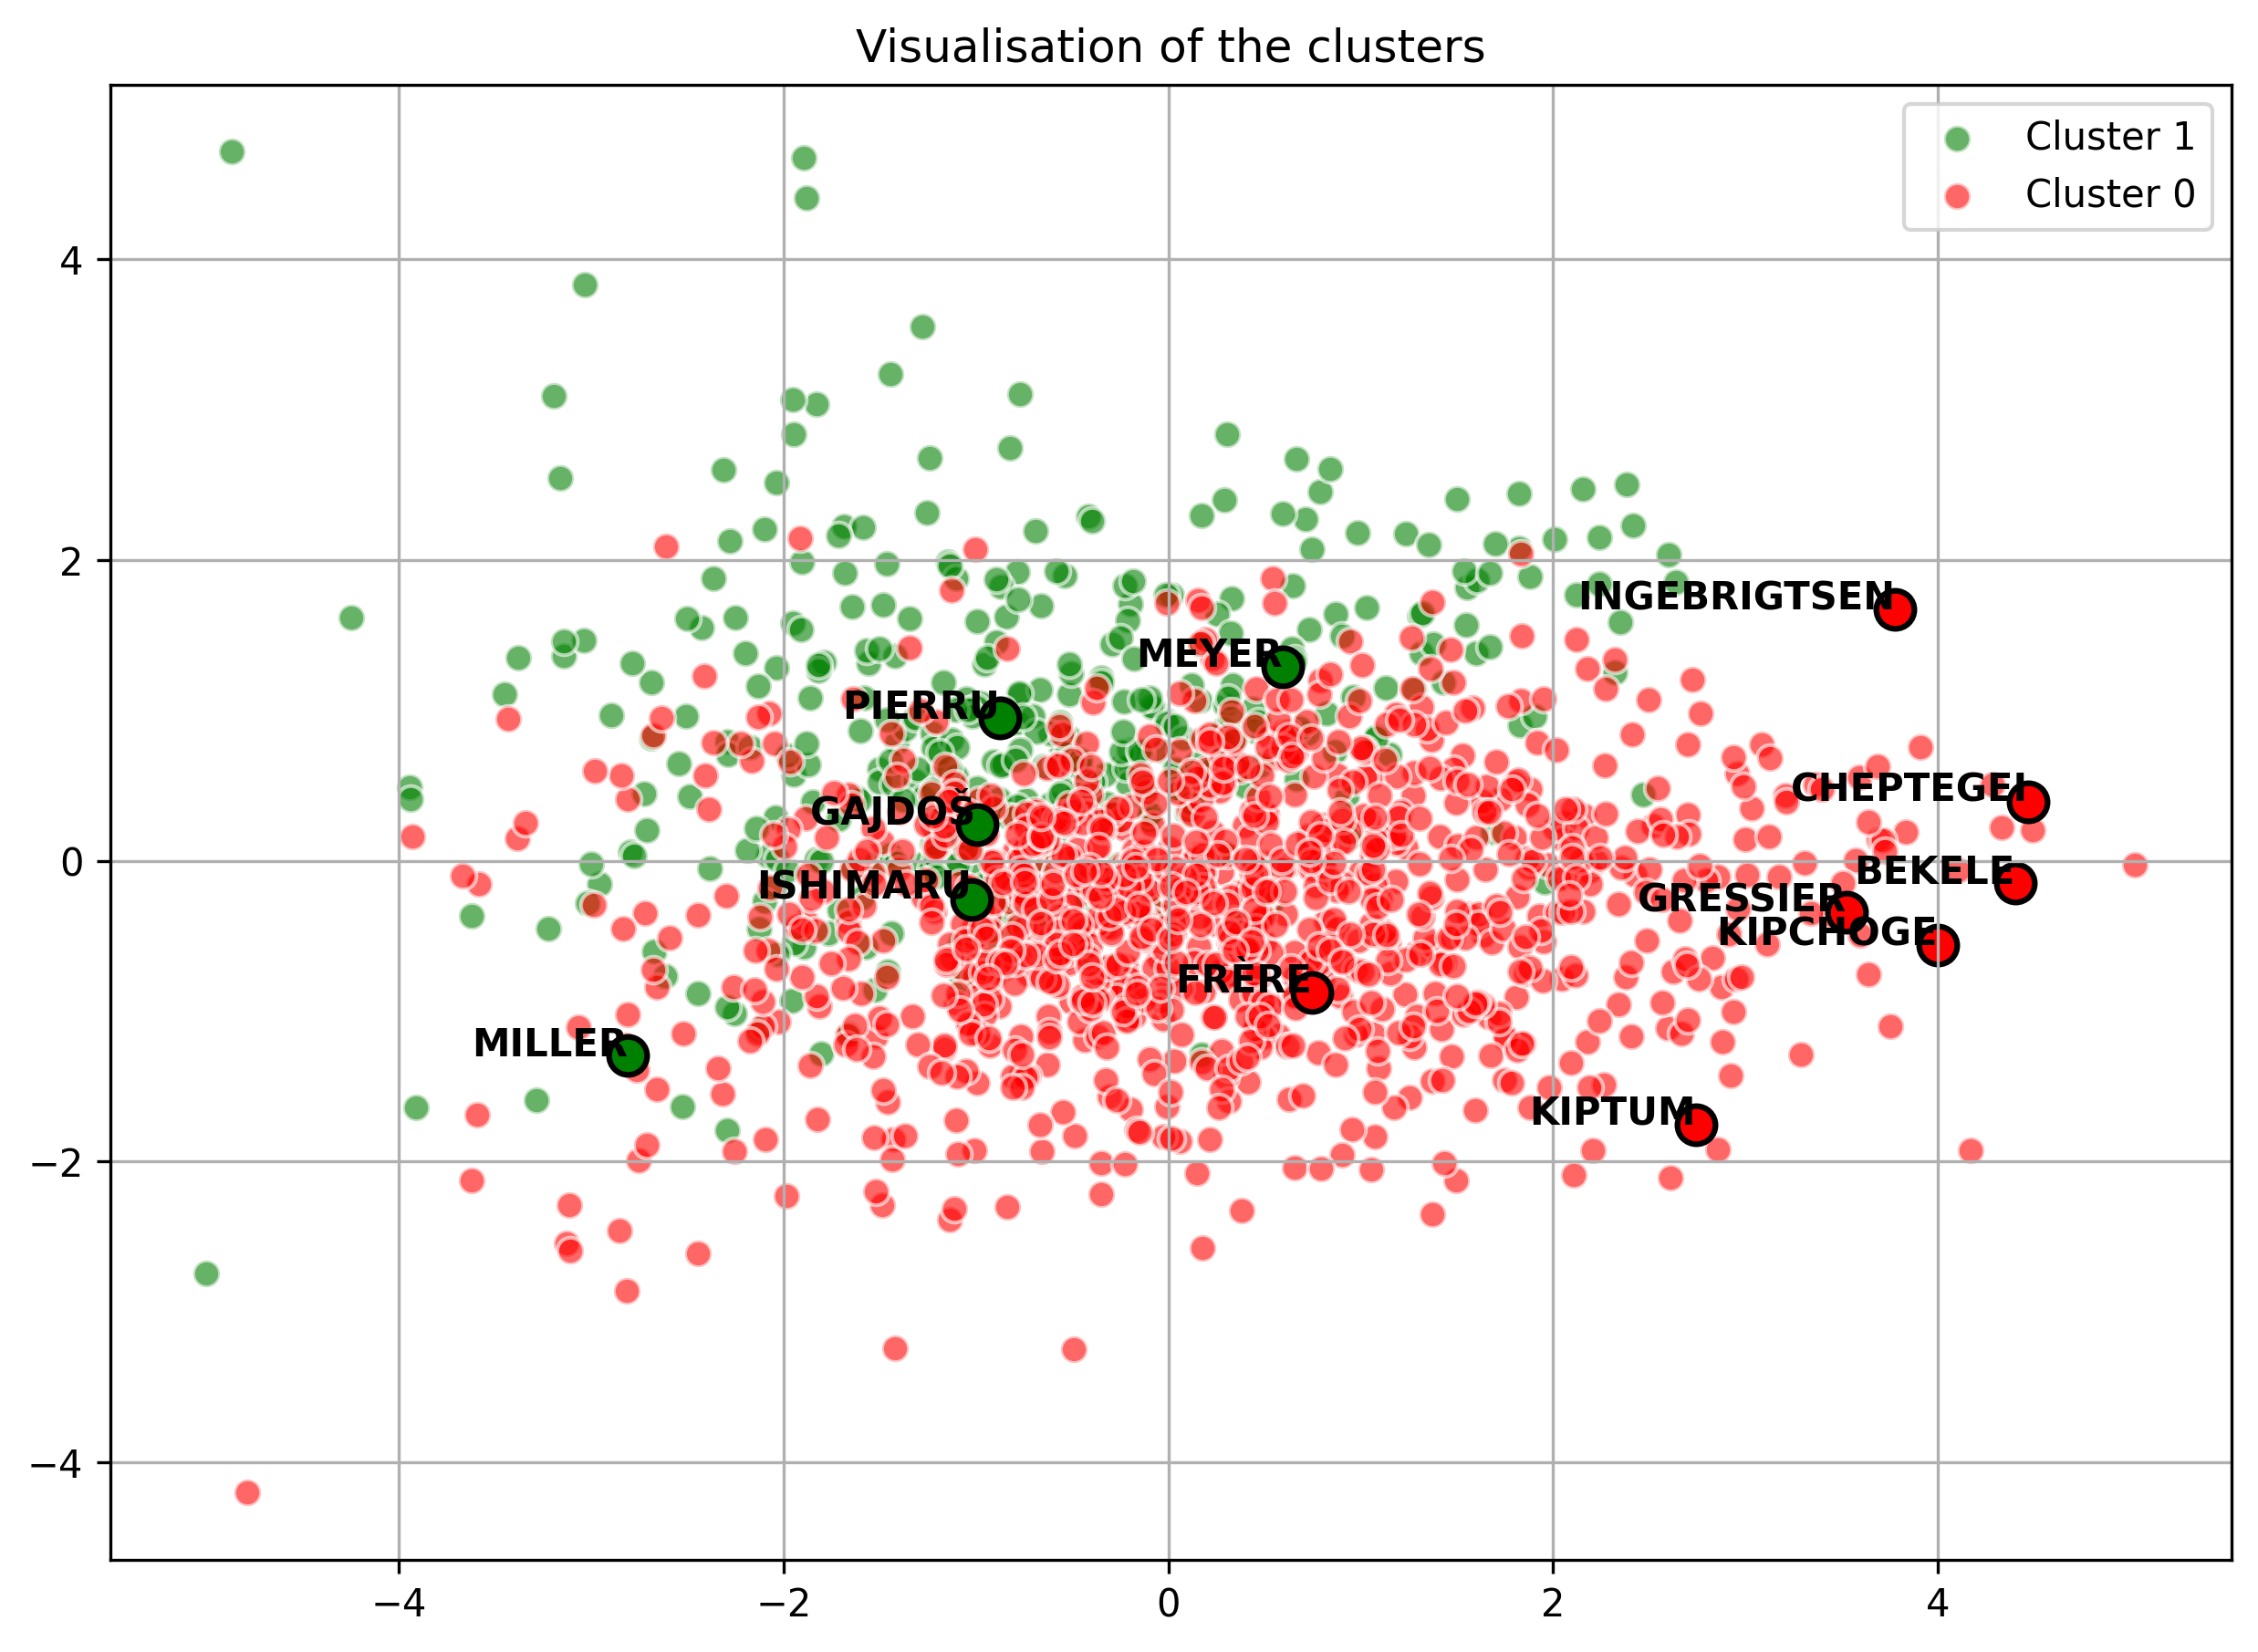 Visualisation of the clusters
Cluster 1
Cluster 0
4
2
0
−2
−4
INGEBRIGTSEN
MEYER
PIERRU
CHEPTEGEI
GAJDOŠ
BEKELE
ISHIMARU
GRESSIER
KIPCHOGE
FRÈRE
MILLER
KIPTUM
−4
−2
0
2
4